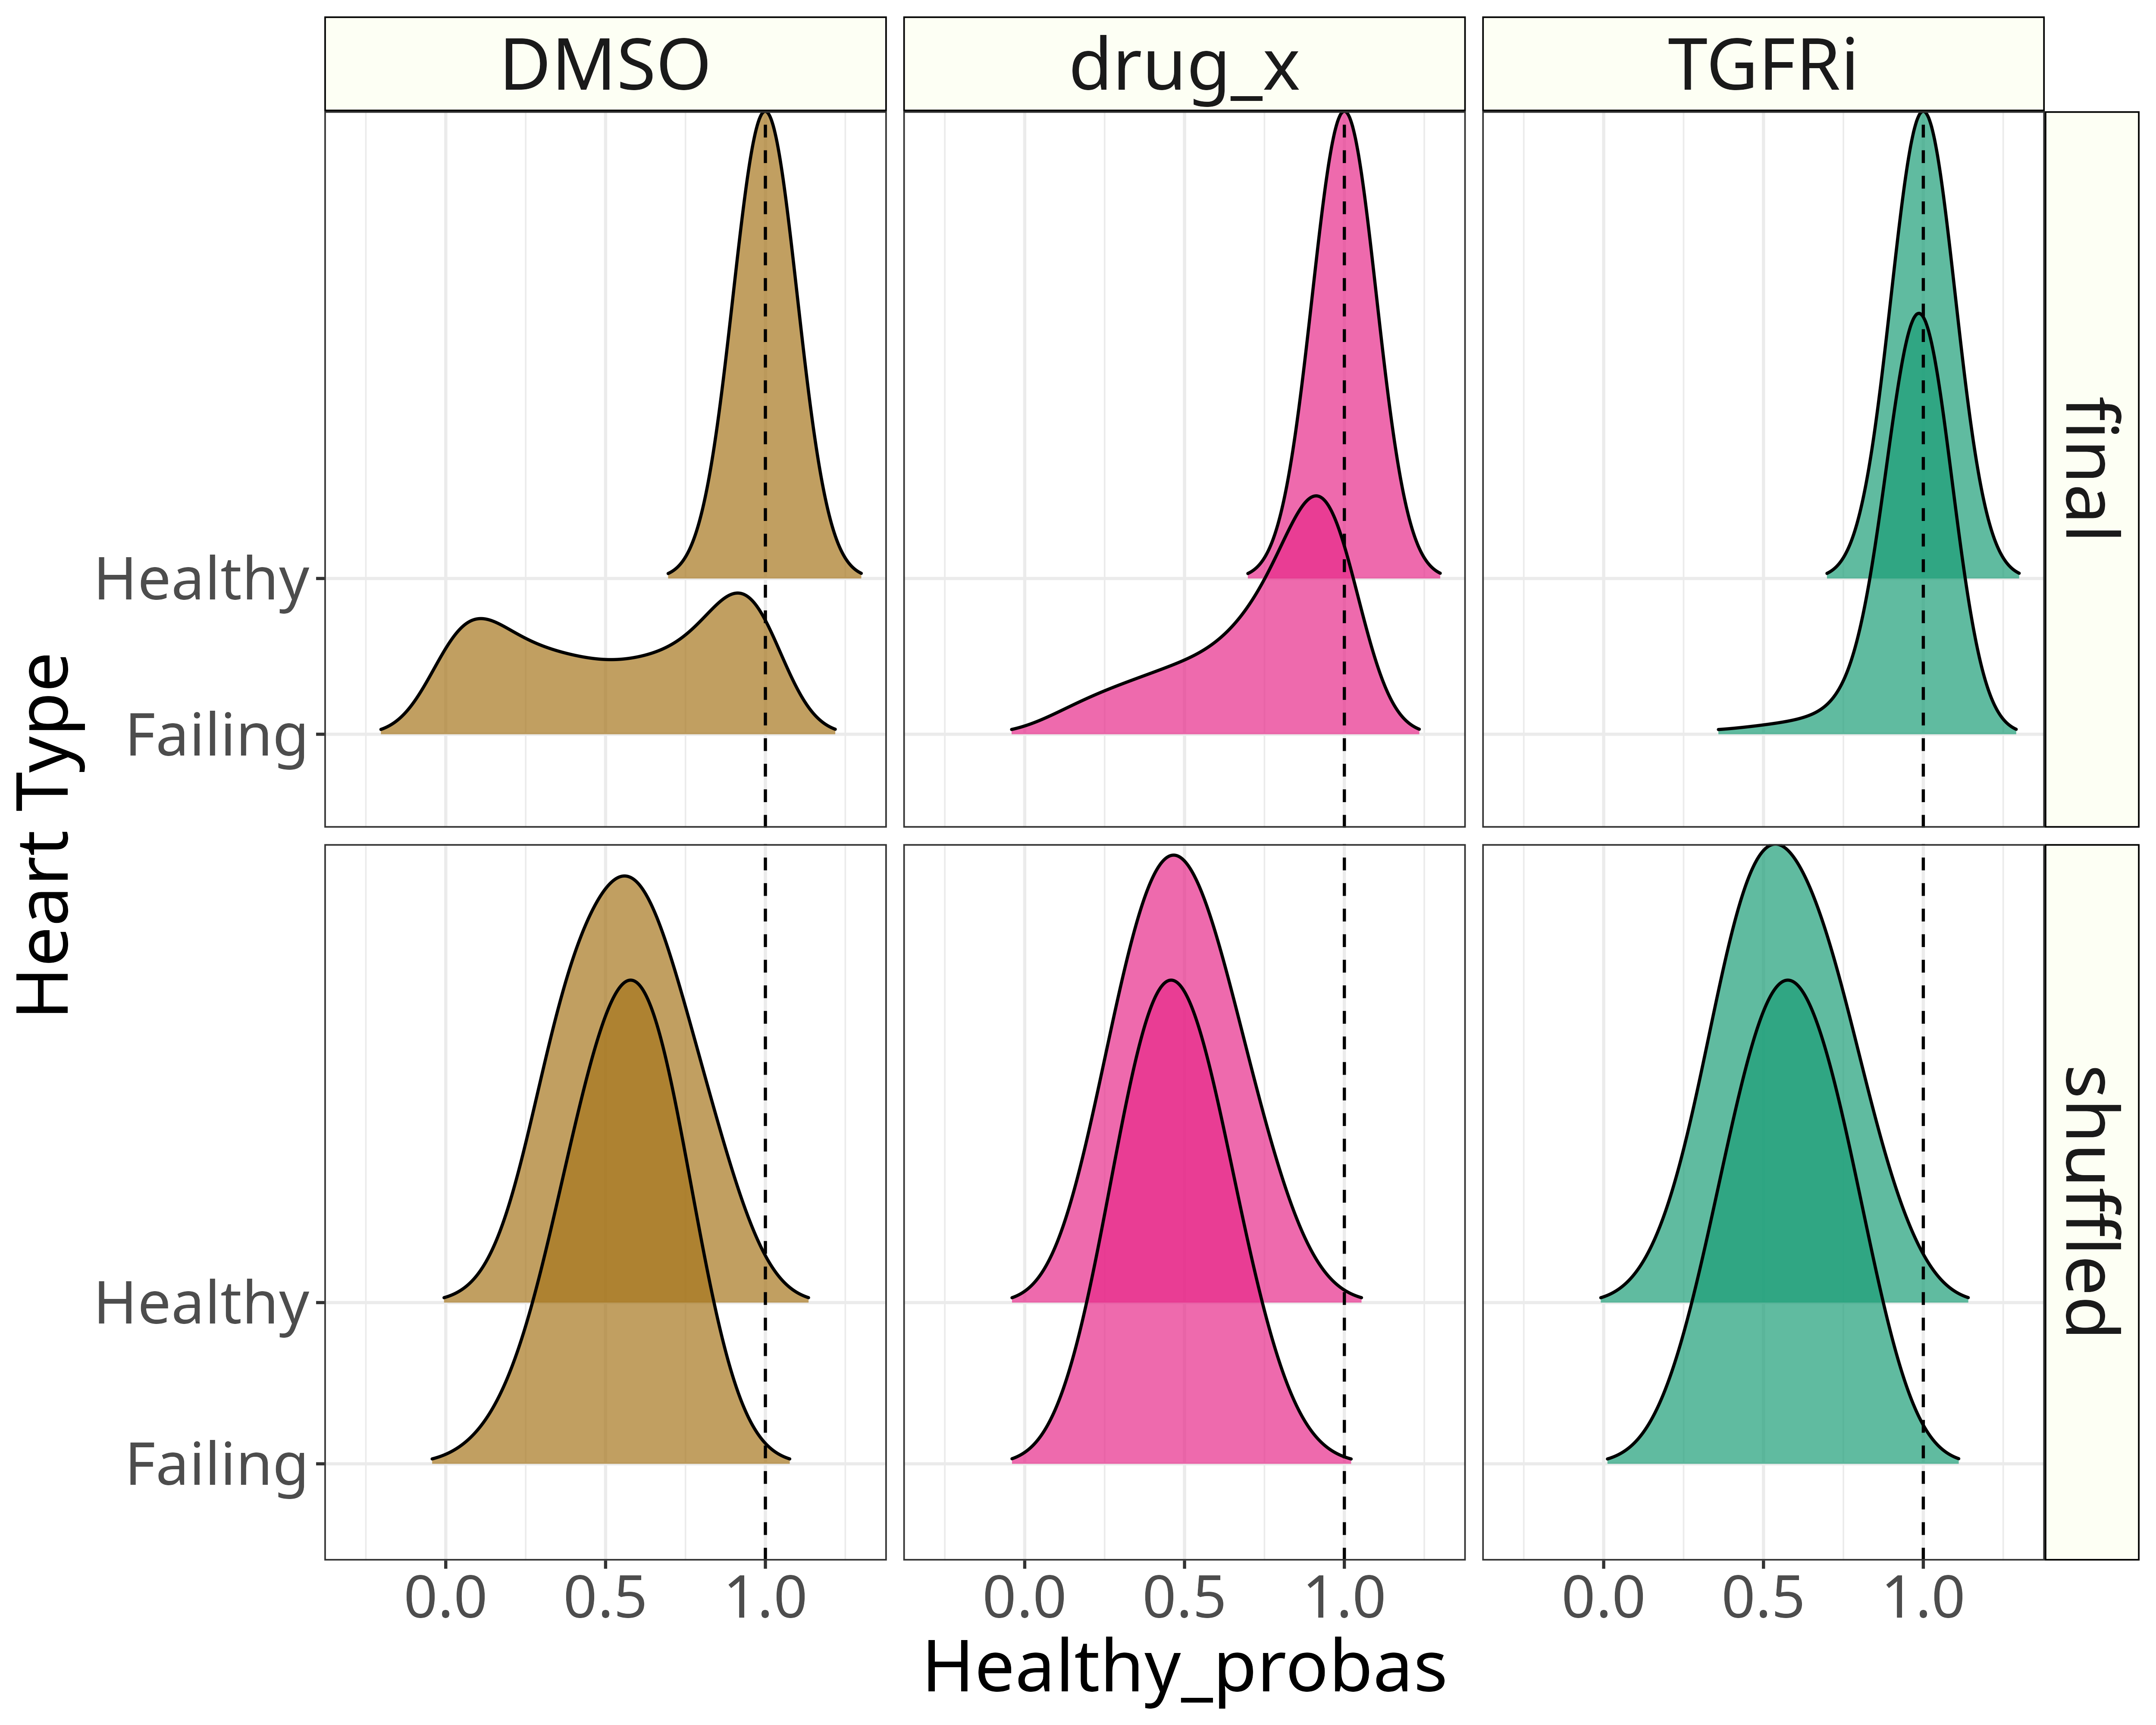 DMSO
drug_x
TGFRi
final
Healthy
Failing
Heart Type
shuffled
Healthy
Failing
0.0 0.5 1.0
0.0 0.5 1.0
0.0 0.5 1.0
Healthy_probas